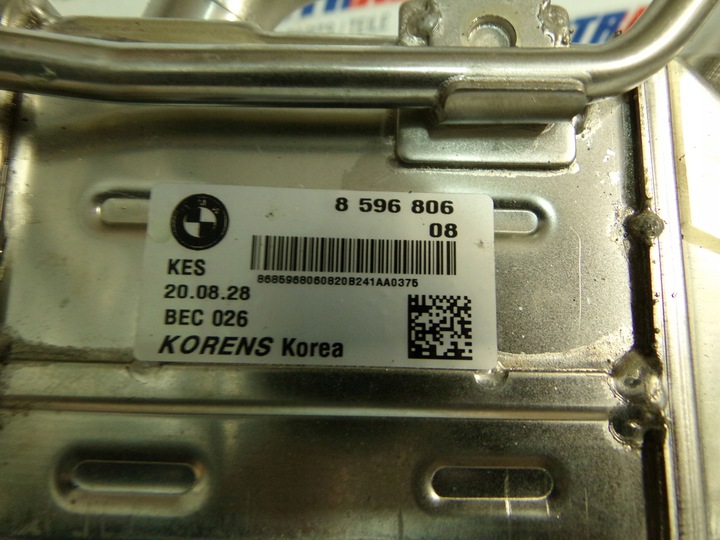 8 596 806
08
8685968060820B241AA0375
KES
20.08.28
BEC 026
KORENS Korea